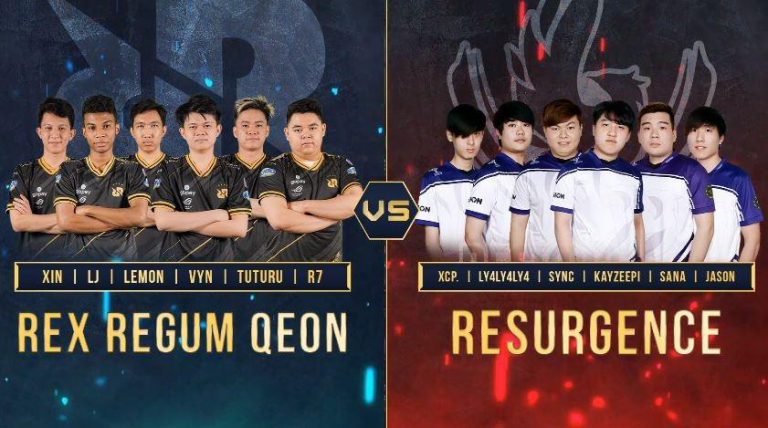 XIN | LJ | LEMON | VYN | TUTURU | R7
REX REGUM QEON
VS
XCP. | LY4LY4LY4 | SYNC | KAYZEEPI | SANA | JASON
RESURGENCE